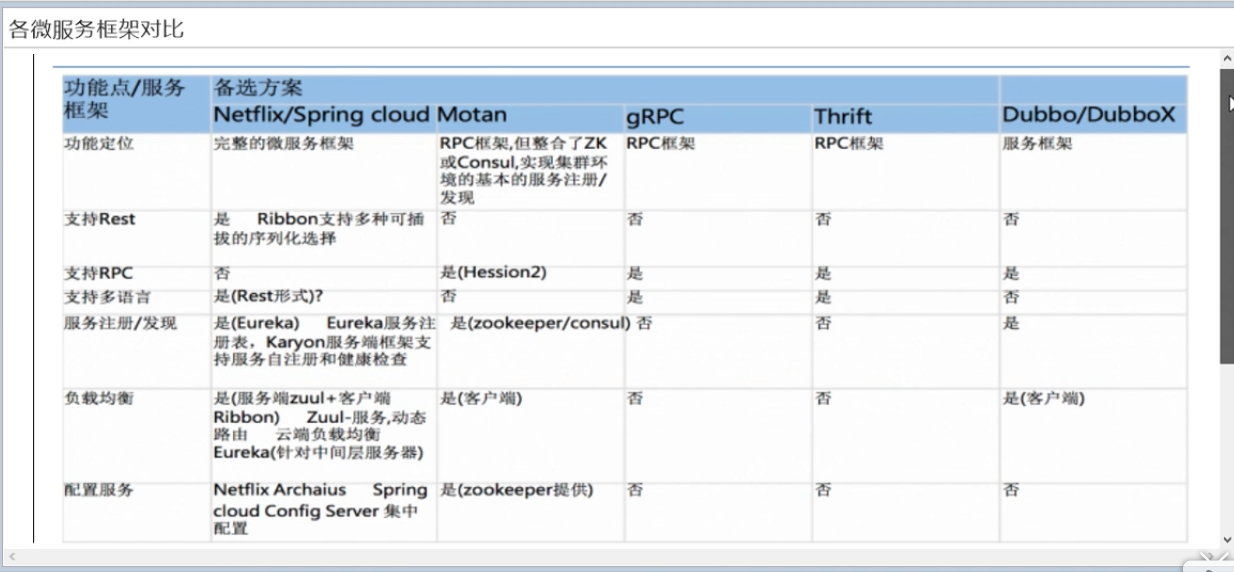 各微服务框架对比
功能点/服务
框架
备选方案
Netflix/Spring cloud
Motan
gRPC
Thrift
Dubbo/DubboX
功能定位
完整的微服务框架
RPC框架,但整合了ZK
或Consul,实现集群环
境的基本的服务注册/
发现
RPC框架
RPC框架
服务框架
支持Rest
是 Ribbon支持多种可插
拔的序列化选择
否
否
否
否
支持RPC
否
是(Hession2)
是
是
是
支持多语言
是(Rest形式)?
否
是
是
否
服务注册/发现
是(Eureka) Eureka服务注
册表，Karyon服务端框架支
持服务自注册和健康检查
是(zookeeper/consul)
否
否
是
负载均衡
是(服务端zuul+客户端
Ribbon) Zuul-服务,动态
路由 云端负载均衡
Eureka(针对中间层服务器)
是(客户端)
否
否
是(客户端)
配置服务
Netflix Archaius Spring
cloud Config Server 集中
配置
是(zookeeper提供)
否
否
否